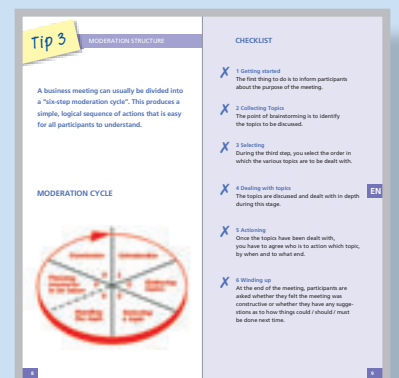 Tip 3
MODERATION STRUCTURE
A business meeting can usually be divided into
a "six-step moderation cycle". This produces a
simple, logical sequence of actions that is easy
for all participants to understand.
MODERATION CYCLE
CHECKLIST
✗ 1 Getting started
The first thing to do is to inform participants
about the purpose of the meeting.
✗ 2 Collecting Topics
The point of brainstorming is to identify
the topics to be discussed.
✗ 3 Selecting
During the third step, you select the order in
which the various topics are to be dealt with.
✗ 4 Dealing with topics
The topics are discussed and dealt with in depth
during this stage.
✗ 5 Actioning
Once the topics have been dealt with,
you have to agree who is to action which topic,
by when and to what end.
✗ 6 Winding up
At the end of the meeting, participants are
asked whether they felt the meeting was
constructive or whether they have any sugge-
stions as to how things could / should / must
be done next time.
EN